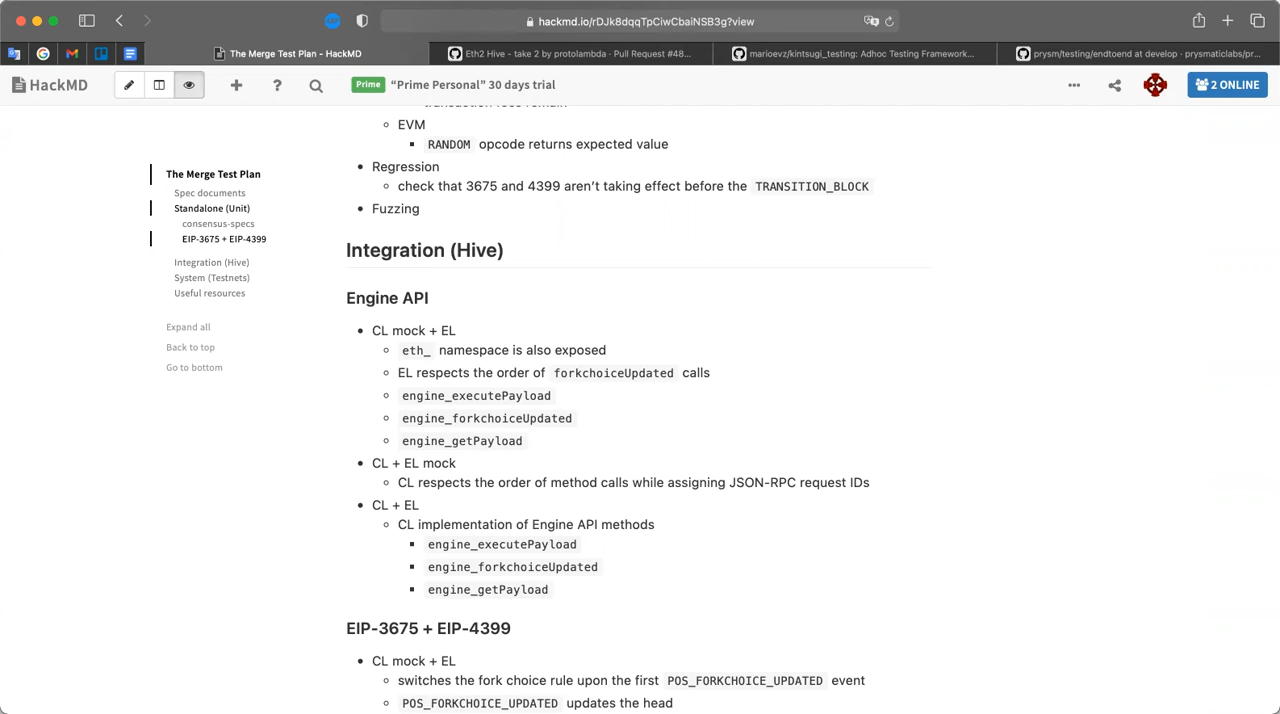 hackmd.io/rDJk8dqqTpCiwCbaiNSB3g?view
The Merge Test Plan - HackMD
Eth2 Hive - take 2 by protolambda · Pull Request #48...
marioevz/kintsugi_testing: Adhoc Testing Framework...
prysm/testing/endtoend at develop · prysmaticlabs/pr...
HackMD
Prime “Prime Personal” 30 days trial
2 ONLINE
The Merge Test Plan
Spec documents
Standalone (Unit)
consensus-specs
EIP-3675 + EIP-4399
Integration (Hive)
System (Testnets)
Useful resources
Expand all
Back to top
Go to bottom
transaction fees remain
EVM
RANDOM opcode returns expected value
Regression
check that 3675 and 4399 aren’t taking effect before the TRANSITION_BLOCK
Fuzzing
Integration (Hive)
Engine API
CL mock + EL
eth_ namespace is also exposed
EL respects the order of forkchoiceUpdated calls
engine_executePayload
engine_forkchoiceUpdated
engine_getPayload
CL + EL mock
CL respects the order of method calls while assigning JSON-RPC request IDs
CL + EL
CL implementation of Engine API methods
engine_executePayload
engine_forkchoiceUpdated
engine_getPayload
EIP-3675 + EIP-4399
CL mock + EL
switches the fork choice rule upon the first POS_FORKCHOICE_UPDATED event
POS_FORKCHOICE_UPDATED updates the head